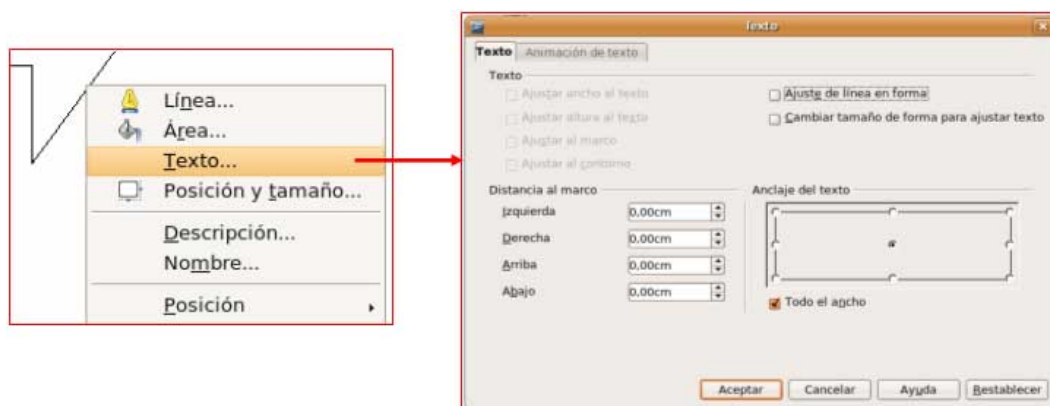 Línea...
Área...
Texto...
Posición y tamaño...
Descripción...
Nombre...
Posición
Texto
Texto Animación de texto
Texto
Ajustar ancho al texto
Ajuste de línea en forma
Ajustar altura al texto
Cambiar tamaño de forma para ajustar texto
Ajustar al marco
Ajustar al contorno
Distancia al marco
Anclaje del texto
Izquierda 0,00cm
Derecha 0,00cm
Arriba 0,00cm
Abajo 0,00cm
Todo el ancho
Aceptar Cancelar Ayuda Restablecer